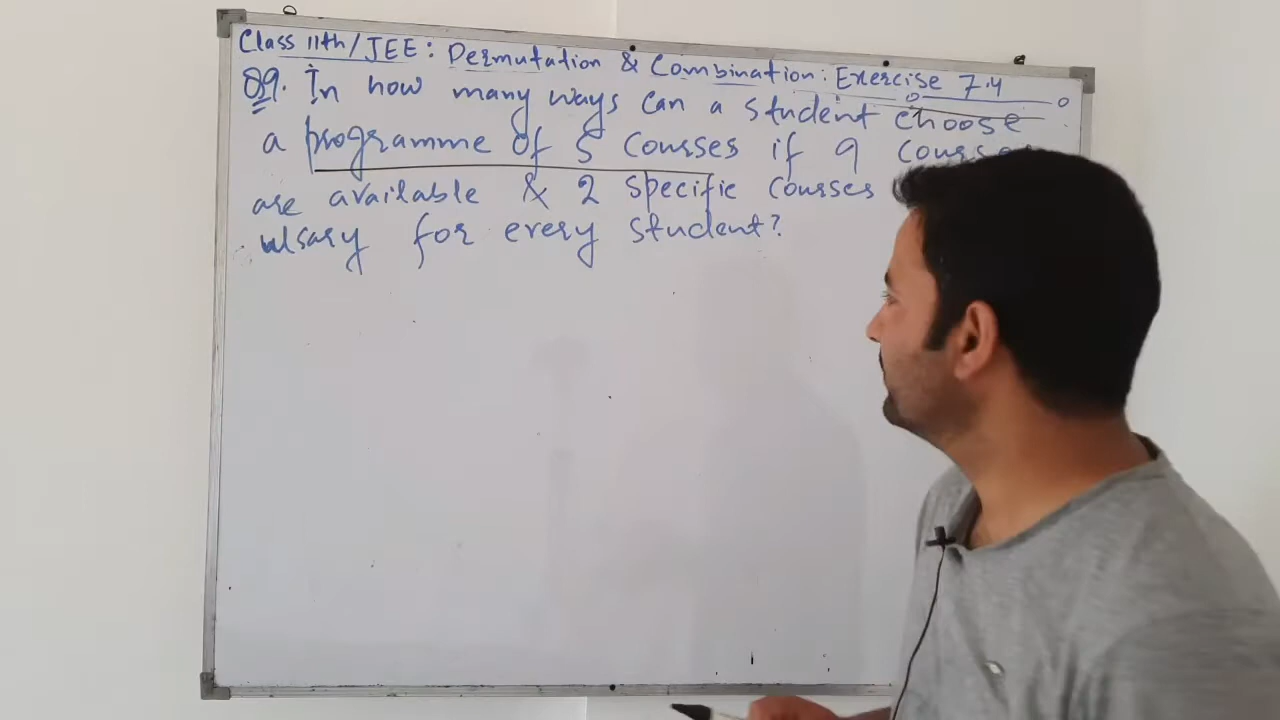 Class 11th/JEE: Permutation & Combination: Exercise 7.4
Q9. In how many ways can a student choose
a programme of 5 courses if 9 courses
are available & 2 specific courses
ulsary for every student?